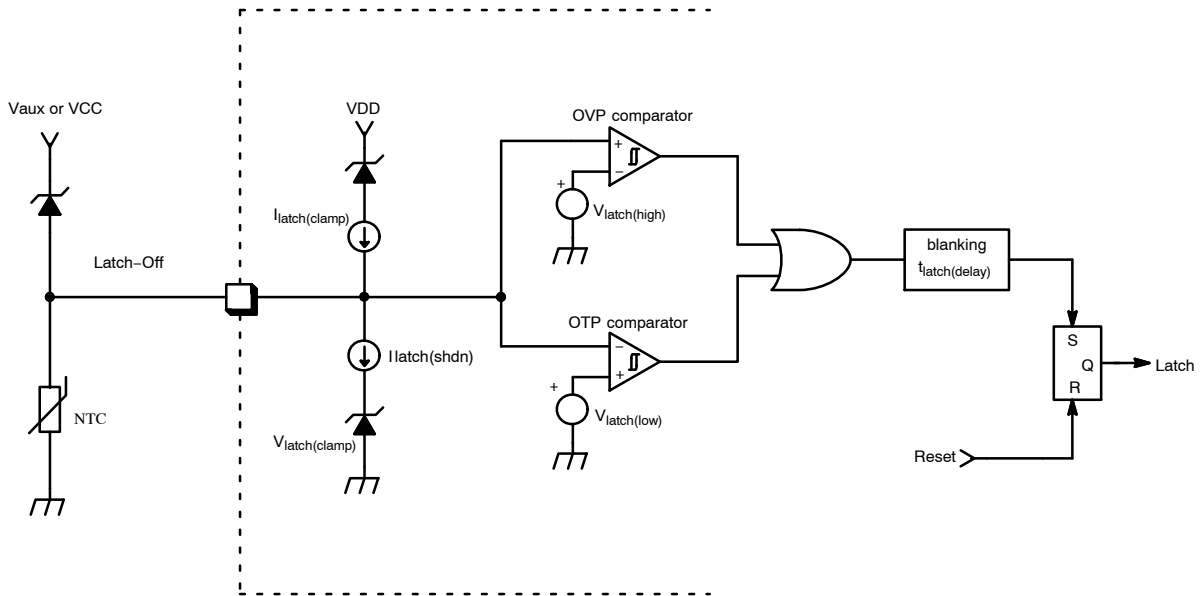 Vaux or VCC
VDD
OVP comparator
+
−
+
Ilatch(clamp)
Vlatch(high)
Latch−Off
blanking
tlatch(delay)
OTP comparator
−
+
+
I latch(shdn)
S
Q
R
Latch
NTC
Vlatch(clamp)
Vlatch(low)
Reset